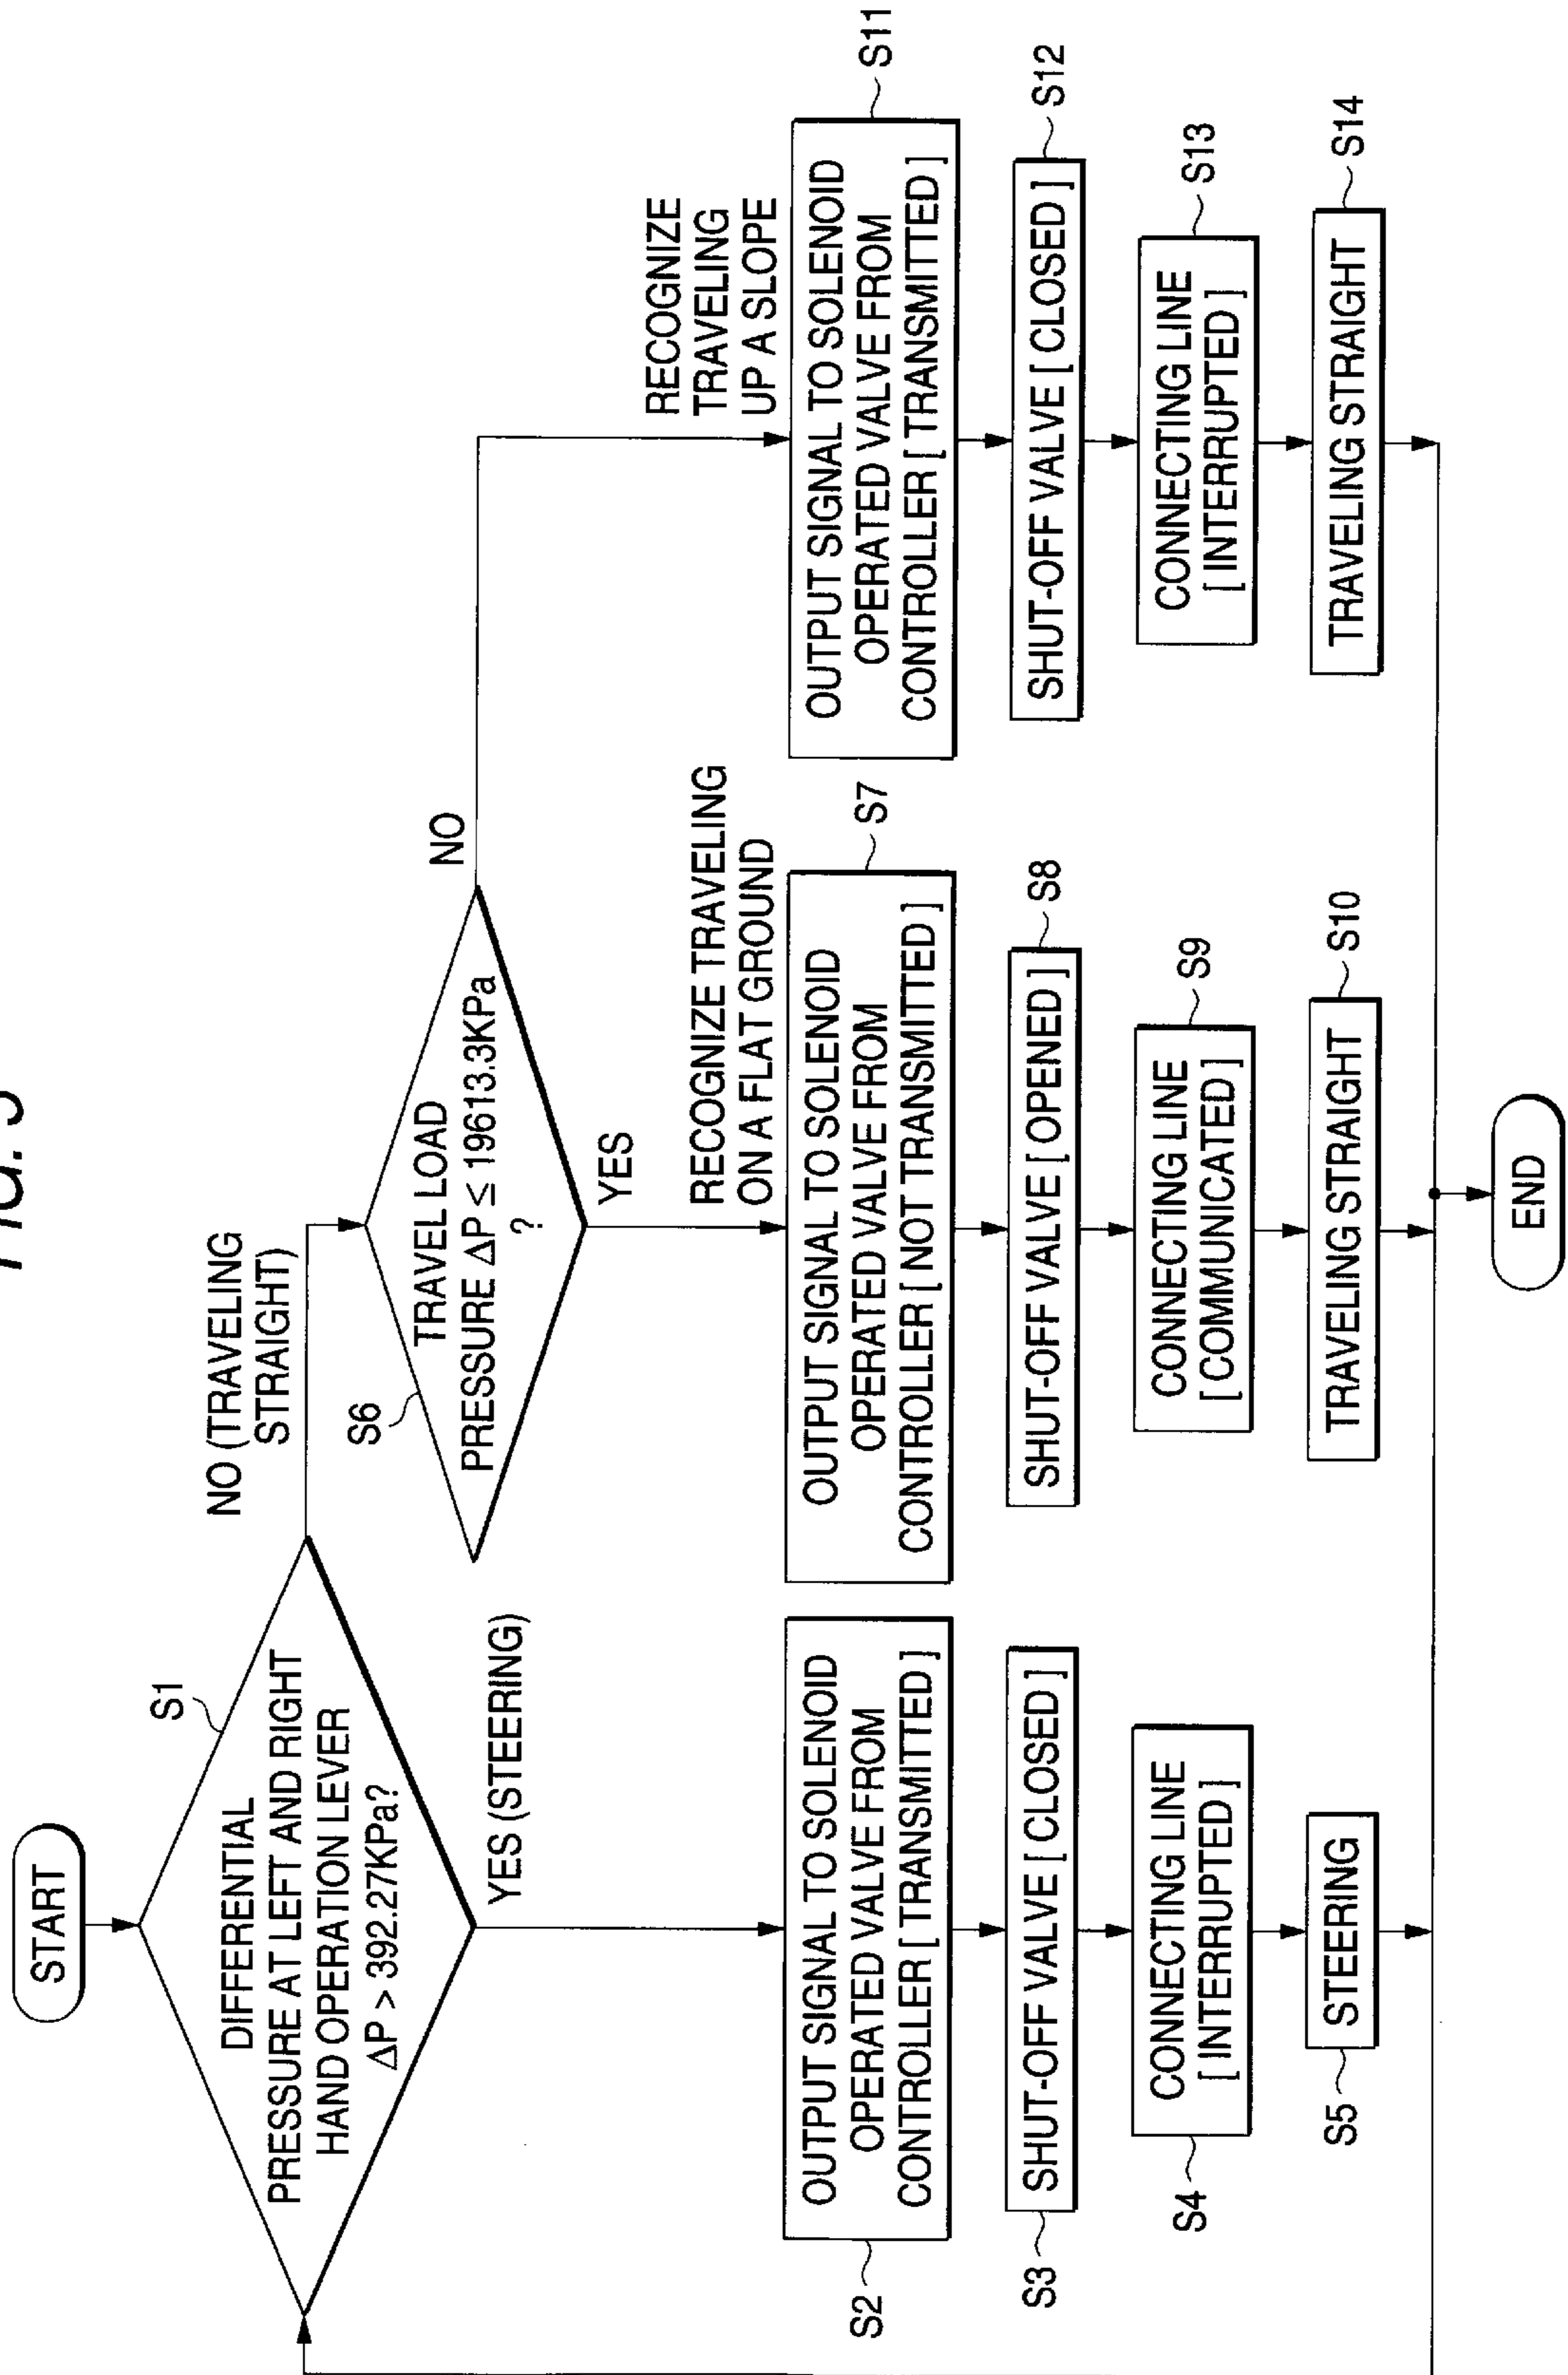 START
S1
DIFFERENTIAL
PRESSURE AT LEFT AND RIGHT
HAND OPERATION LEVER
ΔP > 392.27KPa?
NO (TRAVELING
STRAIGHT)
YES (STEERING)
S6
TRAVEL LOAD
PRESSURE ΔP ≤ 19613.3KPa
?
NO
YES
RECOGNIZE TRAVELING
ON A FLAT GROUND
RECOGNIZE
TRAVELING
UP A SLOPE
S2
OUTPUT SIGNAL TO SOLENOID
OPERATED VALVE FROM
CONTROLLER [ TRANSMITTED ]
S3
SHUT-OFF VALVE [ CLOSED ]
S4
CONNECTING LINE
[ INTERRUPTED ]
S5
STEERING
S7
OUTPUT SIGNAL TO SOLENOID
OPERATED VALVE FROM
CONTROLLER [ NOT TRANSMITTED ]
S8
SHUT-OFF VALVE [ OPENED ]
S9
CONNECTING LINE
[ COMMUNICATED ]
S10
TRAVELING STRAIGHT
S11
OUTPUT SIGNAL TO SOLENOID
OPERATED VALVE FROM
CONTROLLER [ TRANSMITTED ]
S12
SHUT-OFF VALVE [ CLOSED ]
S13
CONNECTING LINE
[ INTERRUPTED ]
S14
TRAVELING STRAIGHT
END